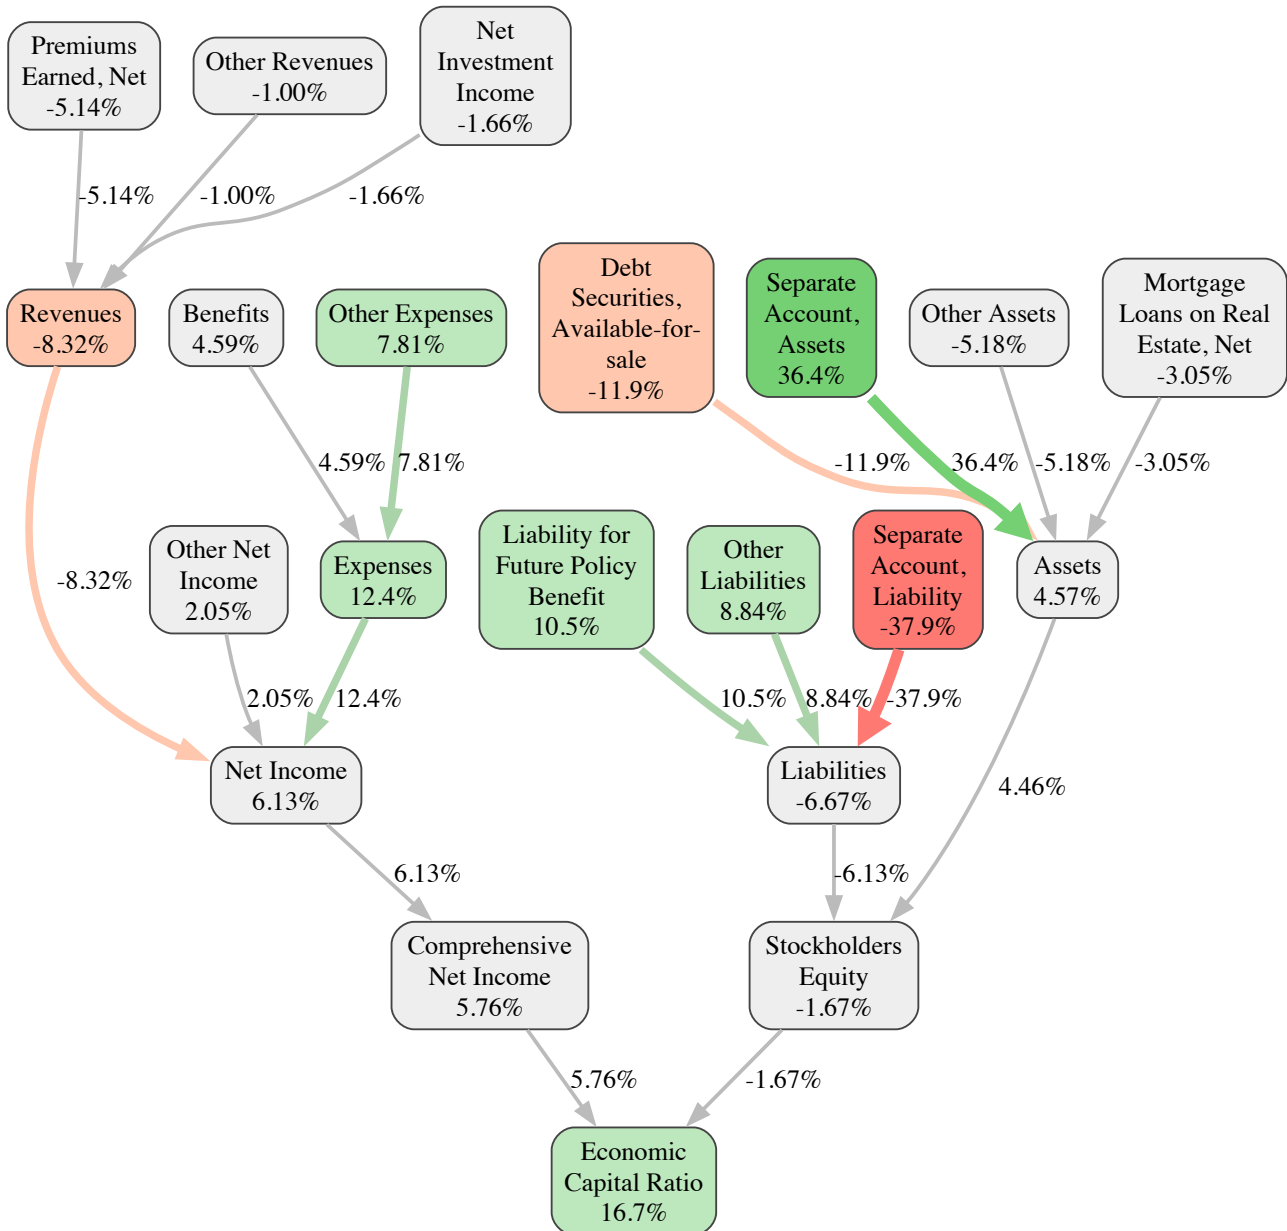 Premiums
Earned, Net
-5.14%
Other Revenues
-1.00%
Net
Investment
Income
-1.66%
-5.14%
-1.00%
-1.66%
Revenues
-8.32%
Benefits
4.59%
Other Expenses
7.81%
Debt
Securities,
Available-for-
sale
-11.9%
Separate
Account,
Assets
36.4%
Other Assets
-5.18%
Mortgage
Loans on Real
Estate, Net
-3.05%
4.59%
7.81%
-11.9%
36.4%
-5.18%
-3.05%
-8.32%
Other Net
Income
2.05%
Expenses
12.4%
Liability for
Future Policy
Benefit
10.5%
Other
Liabilities
8.84%
Separate
Account,
Liability
-37.9%
Assets
4.57%
2.05%
12.4%
10.5%
8.84%
-37.9%
4.46%
Net Income
6.13%
Liabilities
-6.67%
6.13%
-6.13%
Comprehensive
Net Income
5.76%
Stockholders
Equity
-1.67%
5.76%
-1.67%
Economic
Capital Ratio
16.7%